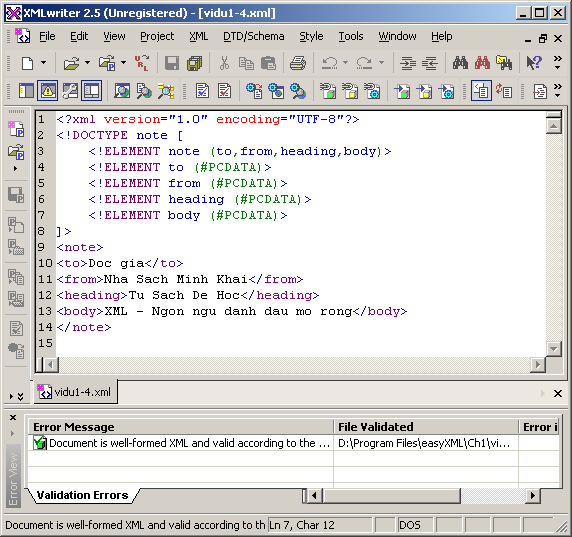 XMLwriter 2.5 (Unregistered) - [vidu1-4.xml]
File Edit View Project XML DTD/Schema Style Tools Window Help
URL
1 <?xml version="1.0" encoding="UTF-8"?>
2 <!DOCTYPE note [
3 <!ELEMENT note (to,from,heading,body)>
4 <!ELEMENT to (#PCDATA)>
5 <!ELEMENT from (#PCDATA)>
6 <!ELEMENT heading (#PCDATA)>
7 <!ELEMENT body (#PCDATA)>
8 ]>
9 <note>
10 <to>Doc gia</to>
11 <from>Nha Sach Minh Khai</from>
12 <heading>Tu Sach De Hoc</heading>
13 <body>XML - Ngon ngu danh dau mo rong</body>
14 </note>
15
vidu1-4.xml
Error View
Error Message File Validated Error i
Document is well-formed XML and valid according to the ... D:\Program Files\easyXML\Ch1\vi...
Validation Errors
Document is well-formed XML and valid according to th Ln 7, Char 12 DOS